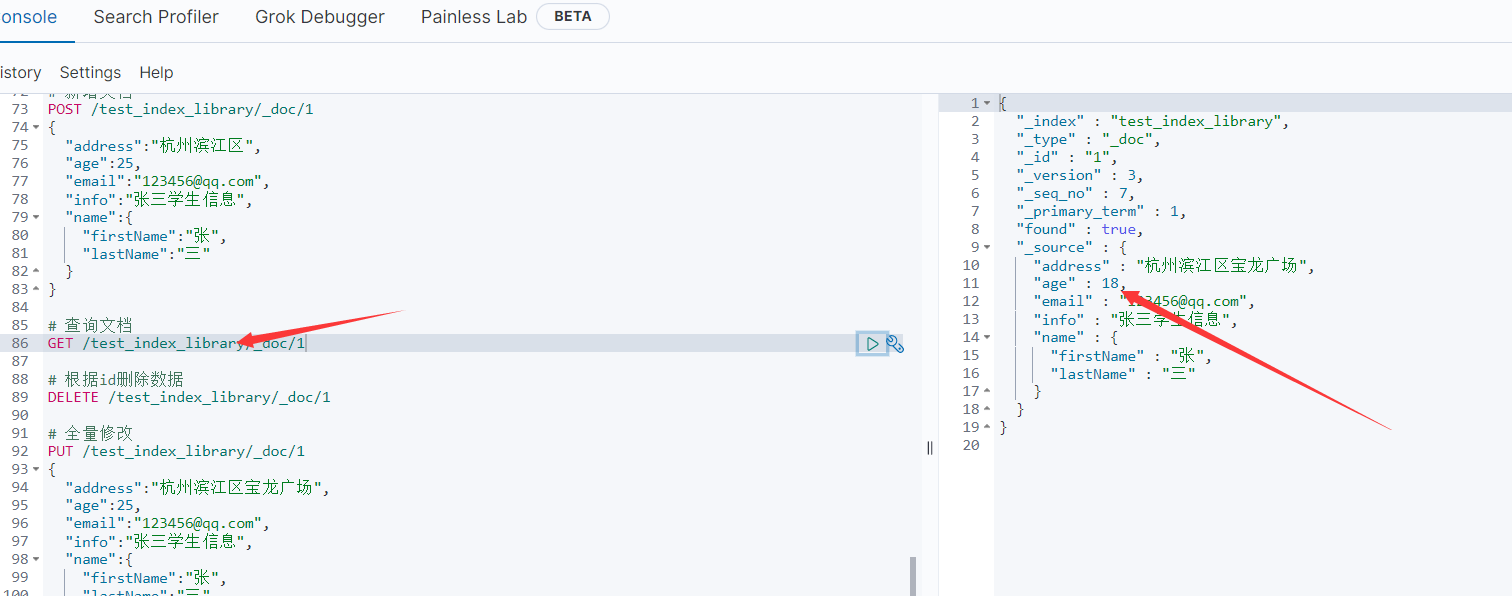 onsole Search Profiler Grok Debugger Painless Lab BETA
istory Settings Help
72 # 新增文档
73 POST /test_index_library/_doc/1
74 {
75 "address":"杭州滨江区",
76 "age":25,
77 "email":"123456@qq.com",
78 "info":"张三学生信息",
79 "name":{
80 "firstName":"张",
81 "lastName":"三"
82 }
83 }
84
85 # 查询文档
86 GET /test_index_library/_doc/1
87
88 # 根据id删除数据
89 DELETE /test_index_library/_doc/1
90
91 # 全量修改
92 PUT /test_index_library/_doc/1
93 {
94 "address":"杭州滨江区宝龙广场",
95 "age":25,
96 "email":"123456@qq.com",
97 "info":"张三学生信息",
98 "name":{
99 "firstName":"张",
100 "lastName":"三"
1 {
2 "_index" : "test_index_library",
3 "_type" : "_doc",
4 "_id" : "1",
5 "_version" : 3,
6 "_seq_no" : 7,
7 "_primary_term" : 1,
8 "found" : true,
9 "_source" : {
10 "address" : "杭州滨江区宝龙广场",
11 "age" : 18,
12 "email" : "123456@qq.com",
13 "info" : "张三学生信息",
14 "name" : {
15 "firstName" : "张",
16 "lastName" : "三"
17 }
18 }
19 }
20